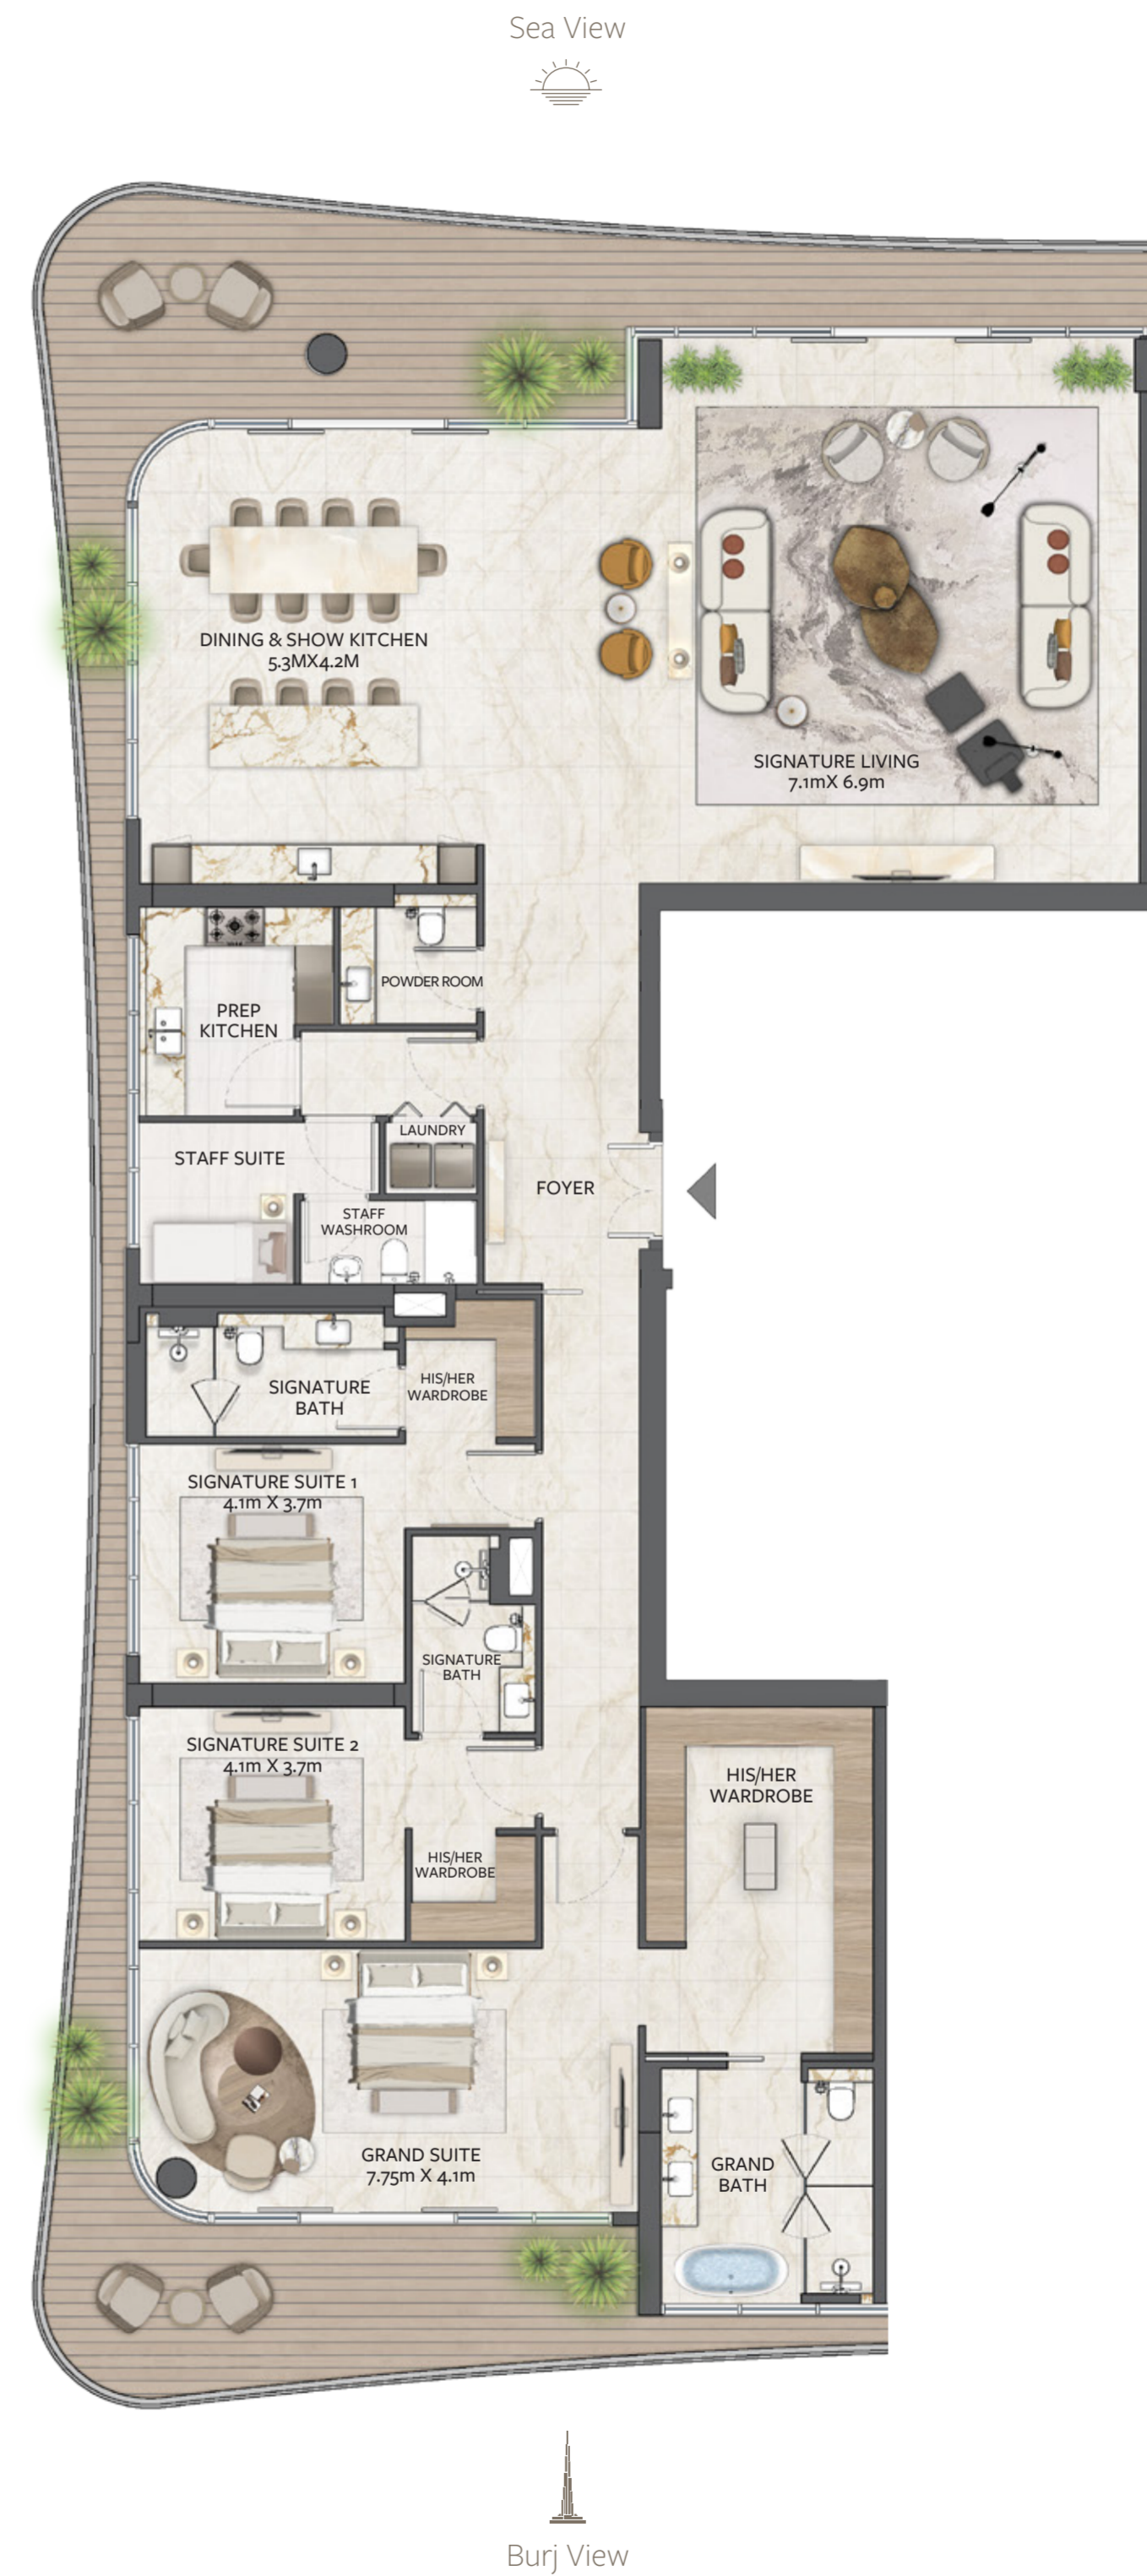 Sea View
DINING & SHOW KITCHEN
5.3MX4.2M
SIGNATURE LIVING
7.1mX 6.9m
POWDER ROOM
PREP
KITCHEN
LAUNDRY
STAFF SUITE
FOYER
STAFF
WASHROOM
SIGNATURE
BATH
HIS/HER
WARDROBE
SIGNATURE SUITE 1
4.1m X 3.7m
SIGNATURE
BATH
SIGNATURE SUITE 2
4.1m X 3.7m
HIS/HER
WARDROBE
HIS/HER
WARDROBE
GRAND SUITE
7.75m X 4.1m
GRAND
BATH
Burj View